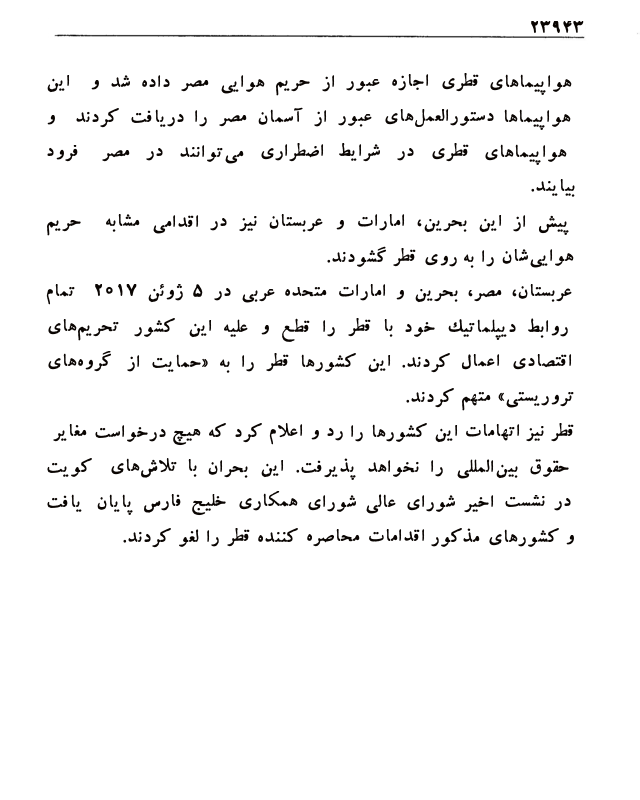 ۲۳۹۴۳
هواپیماهای قطری اجازه عبور از حریم هوایی مصر داده شد و این
هواپیماها دستورالعمل‌های عبور از آسمان مصر را دریافت کردند و
هواپیماهای قطری در شرایط اضطراری می‌توانند در مصر فرود
بیایند.
پیش از این بحرین، امارات و عربستان نیز در اقدامی مشابه حریم
هوایی‌شان را به روی قطر گشودند.
عربستان، مصر، بحرین و امارات متحده عربی در ۵ ژوئن ۲۰۱۷ تمام
روابط دیپلماتیك خود با قطر را قطع و علیه این کشور تحریم‌های
اقتصادی اعمال کردند. این کشورها قطر را به «حمایت از گروه‌های
تروریستی» متهم کردند.
قطر نیز اتهامات این کشورها را رد و اعلام کرد که هیچ درخواست مغایر
حقوق بین‌المللی را نخواهد پذیرفت. این بحران با تلاش‌های کویت
در نشست اخیر شورای عالی شورای همکاری خلیج فارس پایان یافت
و کشورهای مذکور اقدامات محاصره کننده قطر را لغو کردند.